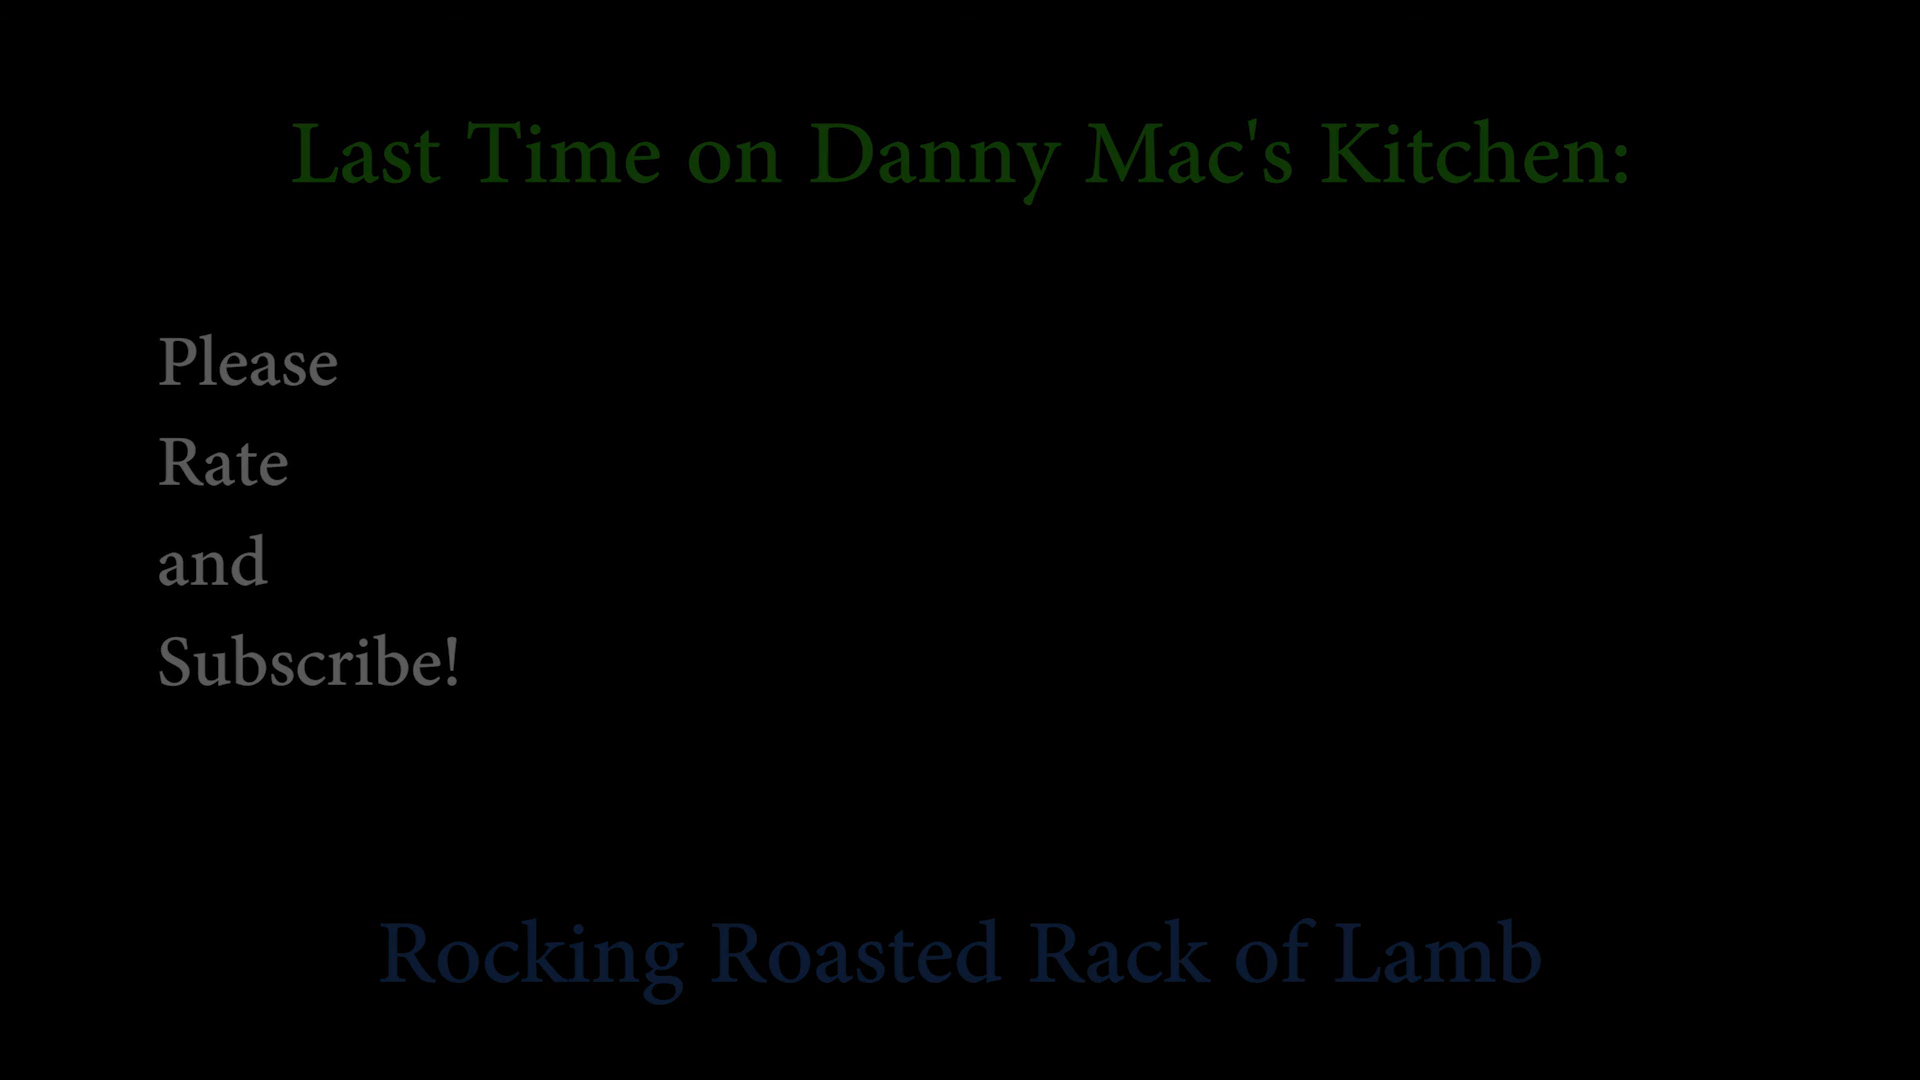 Last Time on Danny Mac's Kitchen:
Please
Rate
and
Subscribe!
Rocking Roasted Rack of Lamb